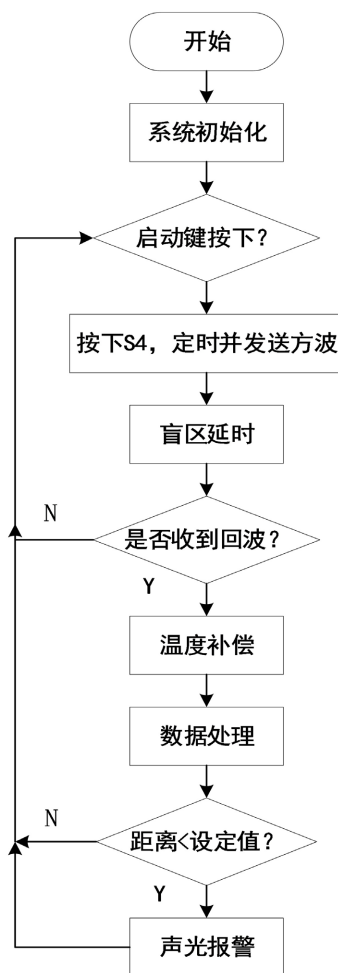 开始
系统初始化
启动键按下？
按下S4，定时并发送方波
盲区延时
N
是否收到回波？
Y
温度补偿
数据处理
N
距离<设定值？
Y
声光报警